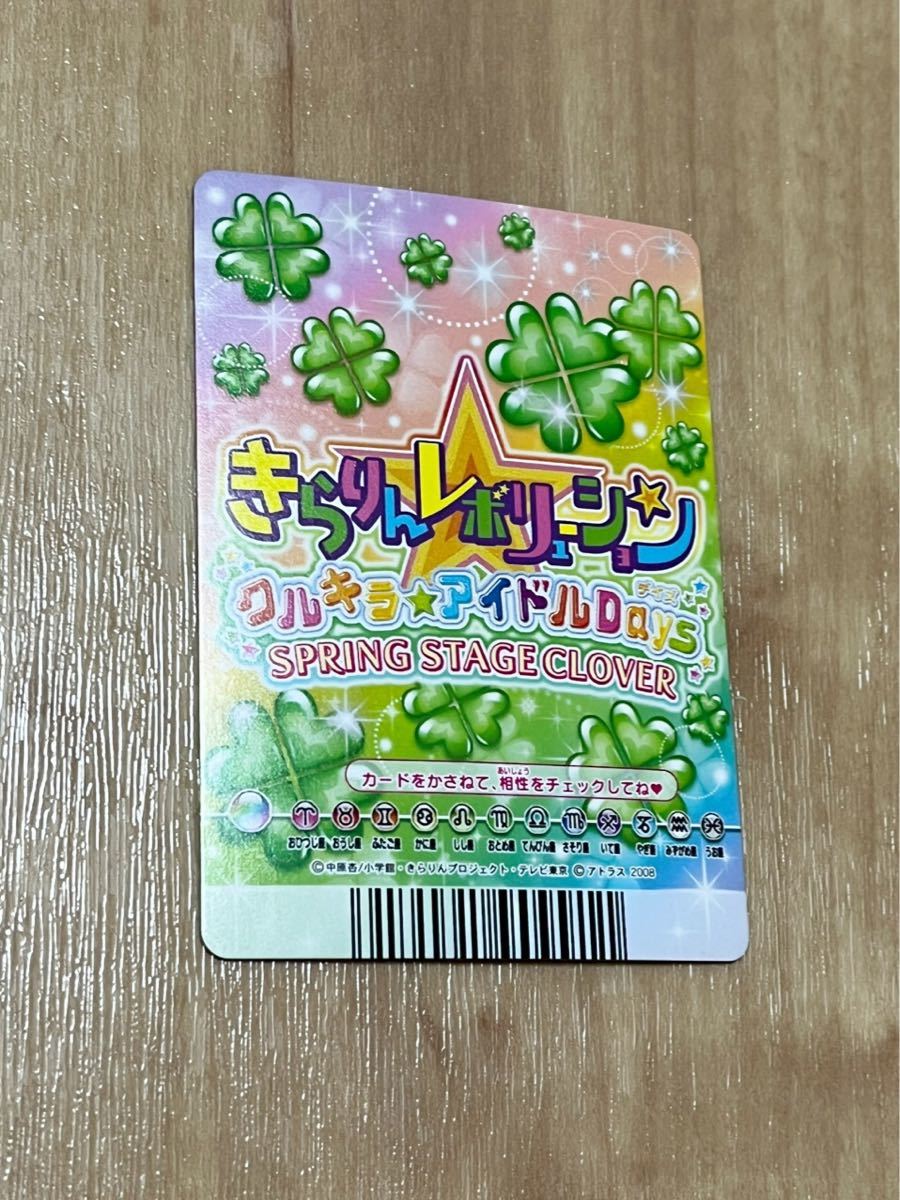 きらりんレボリューション
デイズ
クルキラ★アイドルDays
SPRING STAGE CLOVER
あいしょう
カードをかさねて、相性をチェックしてね♥
おひつじ座 おうし座 ふたご座 かに座 しし座 おとめ座 てんびん座 さそり座 いて座 やぎ座 みずがめ座 うお座
©中原杏/小学館・きらりんプロジェクト・テレビ東京 ©アトラス 2008